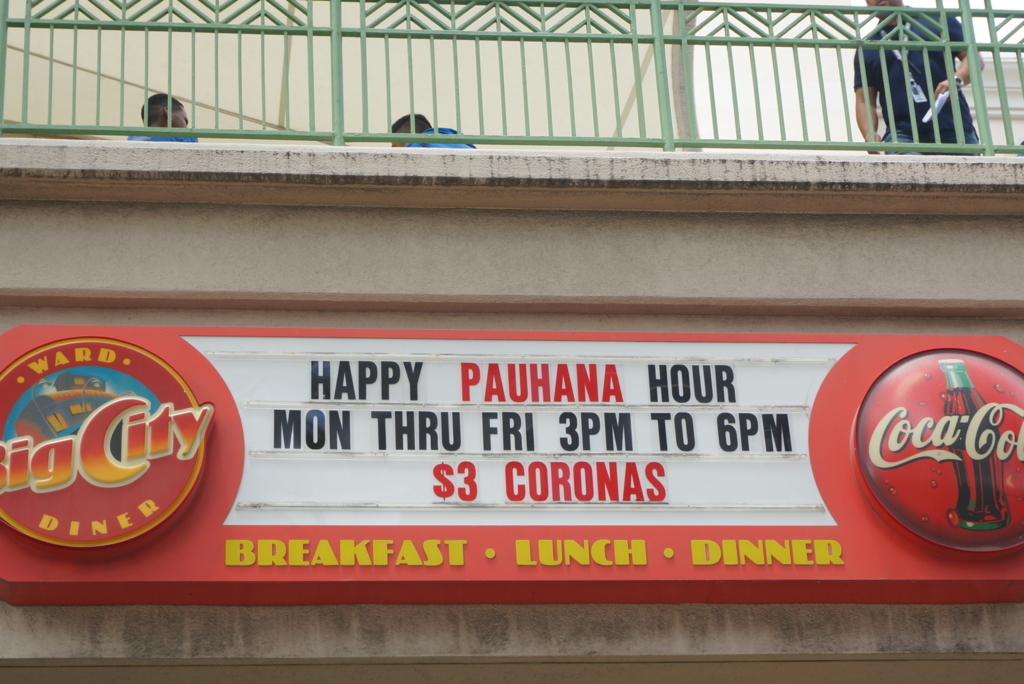 WARD
Big City
DINER
HAPPY PAUHANA HOUR
MON THRU FRI 3PM TO 6PM
$3 CORONAS
BREAKFAST • LUNCH • DINNER
Coca-Cola